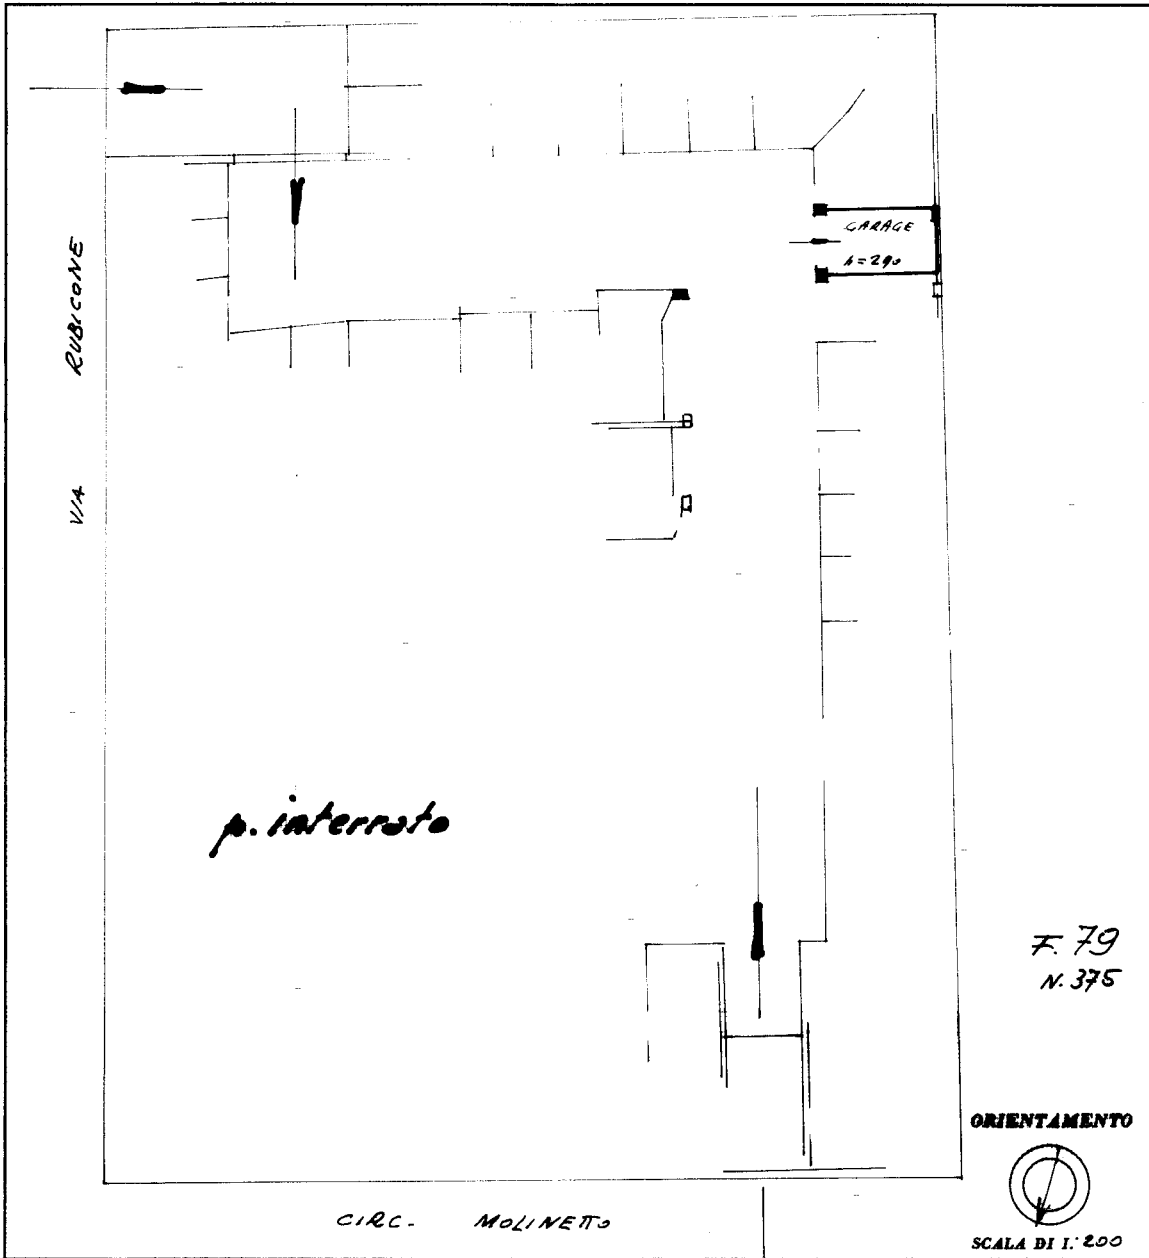 GARAGE
h=290
VIA RUBICONE
p. interrato
F. 79
N. 375
ORIENTAMENTO
SCALA DI 1: 200
CIRC. MOLINETTO